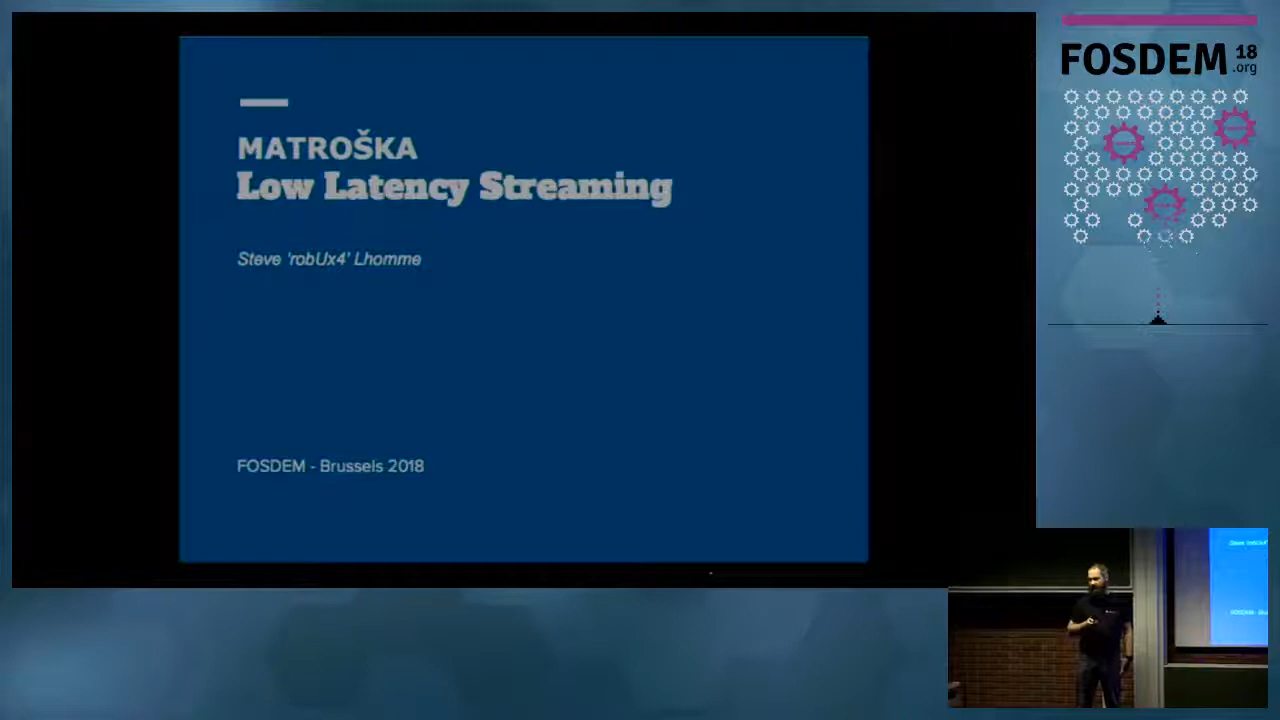 MATROŠKA
Low Latency Streaming
Steve 'robUx4' Lhomme
FOSDEM - Brussels 2018
FOSDEM 18
.org